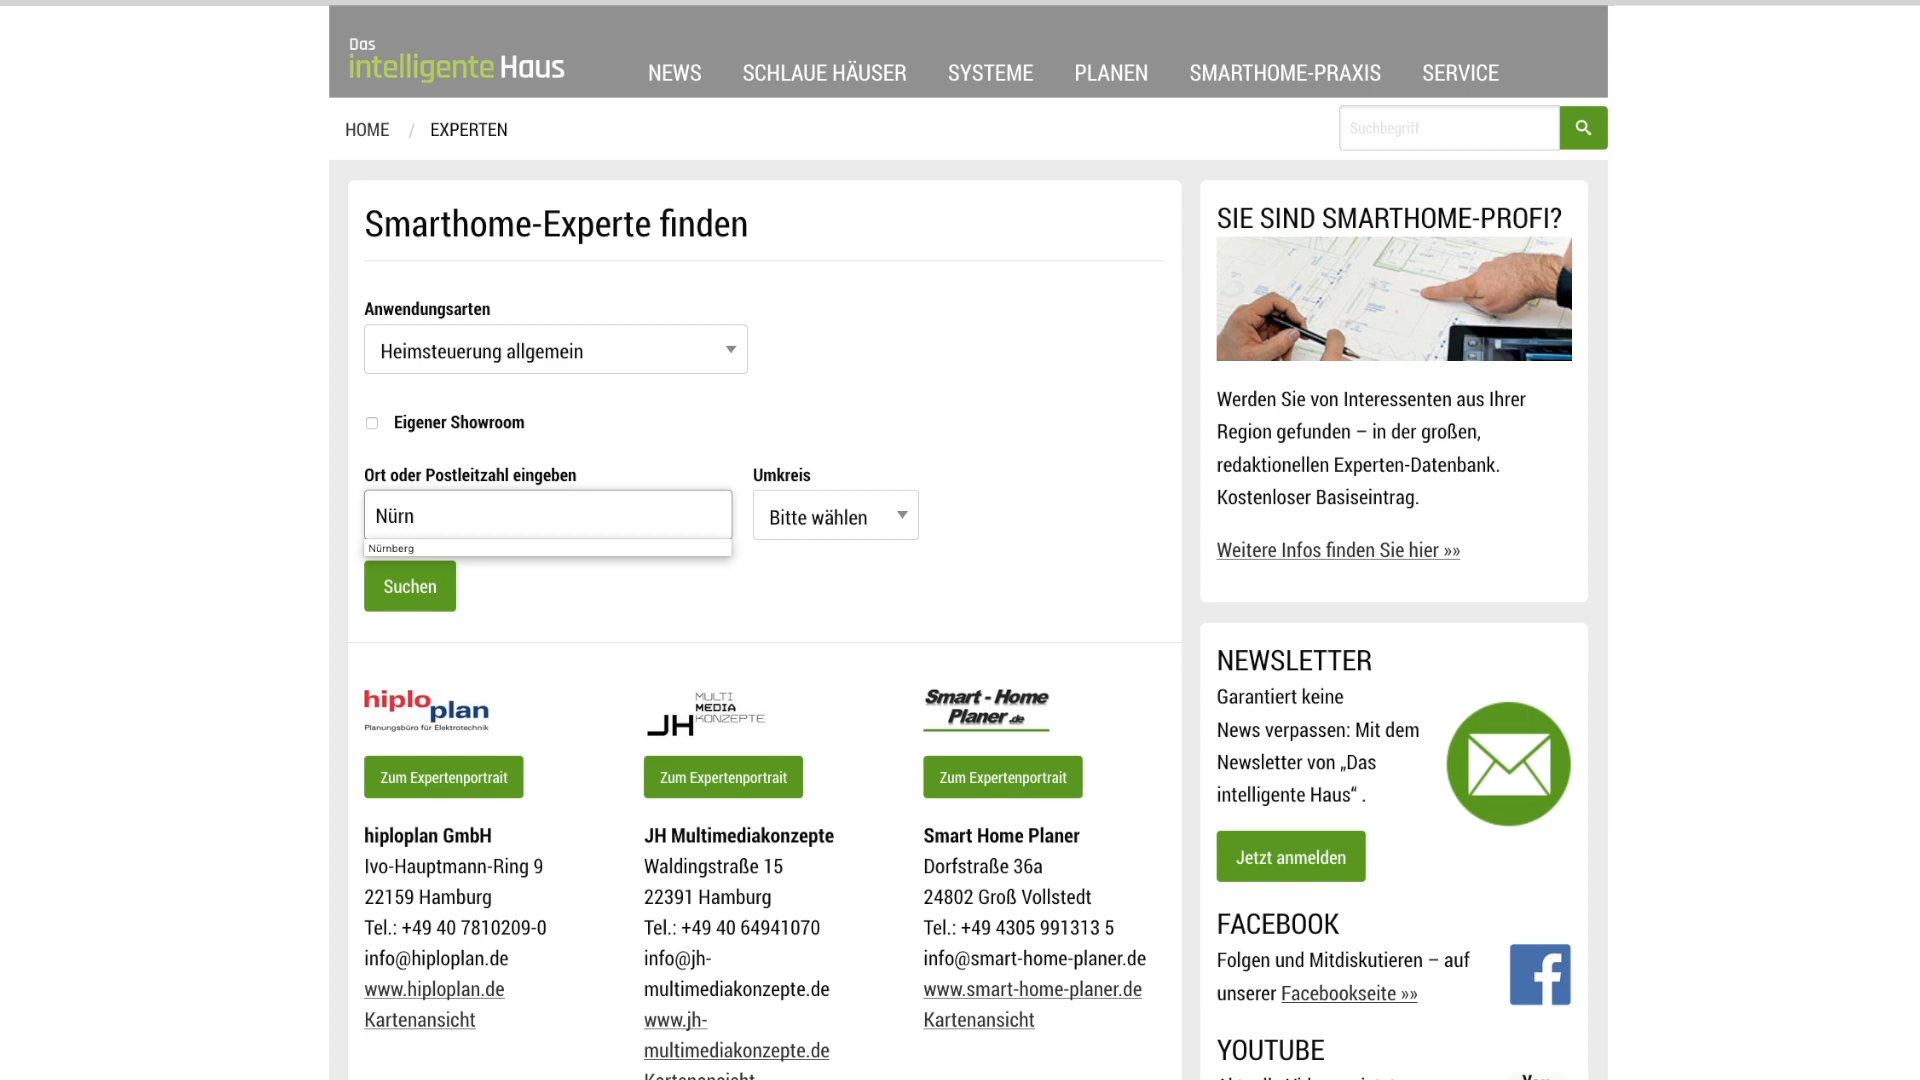 Das
intelligente Haus
NEWS
SCHLAUE HÄUSER
SYSTEME
PLANEN
SMARTHOME-PRAXIS
SERVICE
HOME / EXPERTEN
Suchbegriff
Smarthome-Experte finden
Anwendungsarten
Heimsteuerung allgemein
Eigener Showroom
Ort oder Postleitzahl eingeben
Nürn
Nürnberg
Umkreis
Bitte wählen
Suchen
hiplo
plan
Planungsbüro für Elektrotechnik
Zum Expertenportrait
hiploplan GmbH
Ivo-Hauptmann-Ring 9
22159 Hamburg
Tel.: +49 40 7810209-0
info@hiploplan.de
www.hiploplan.de
Kartenansicht
MULTI
MEDIA
JH KONZEPTE
Zum Expertenportrait
JH Multimediakonzepte
Waldingstraße 15
22391 Hamburg
Tel.: +49 40 64941070
info@jh-
multimediakonzepte.de
www.jh-
multimediakonzepte.de
Kartenansicht
Smart - Home
Planer .de
Zum Expertenportrait
Smart Home Planer
Dorfstraße 36a
24802 Groß Vollstedt
Tel.: +49 4305 991313 5
info@smart-home-planer.de
www.smart-home-planer.de
Kartenansicht
SIE SIND SMARTHOME-PROFI?
Werden Sie von Interessenten aus Ihrer
Region gefunden – in der großen,
redaktionellen Experten-Datenbank.
Kostenloser Basiseintrag.
Weitere Infos finden Sie hier »»
NEWSLETTER
Garantiert keine
News verpassen: Mit dem
Newsletter von „Das
intelligente Haus“ .
Jetzt anmelden
FACEBOOK
Folgen und Mitdiskutieren – auf
unserer Facebookseite »»
YOUTUBE